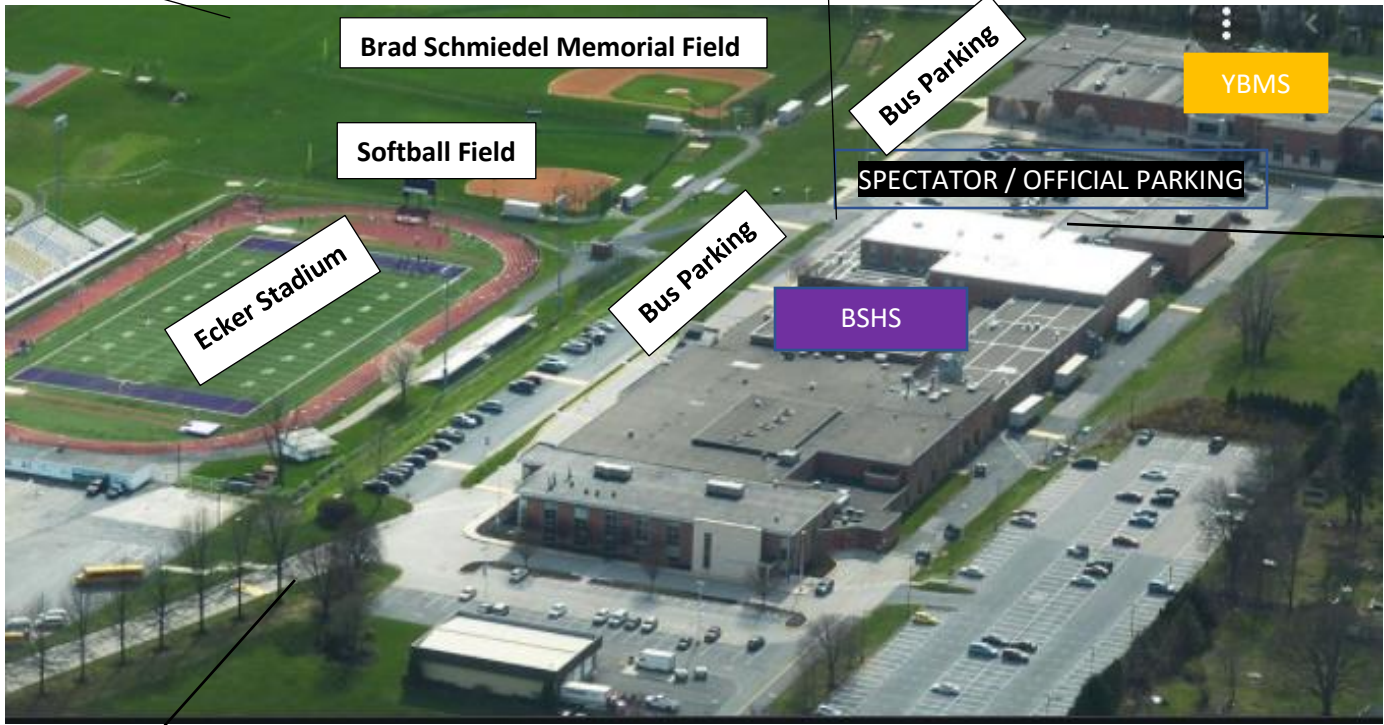 Brad Schmiedel Memorial Field
Bus Parking
YBMS
Softball Field
SPECTATOR / OFFICIAL PARKING
Ecker Stadium
Bus Parking
BSHS